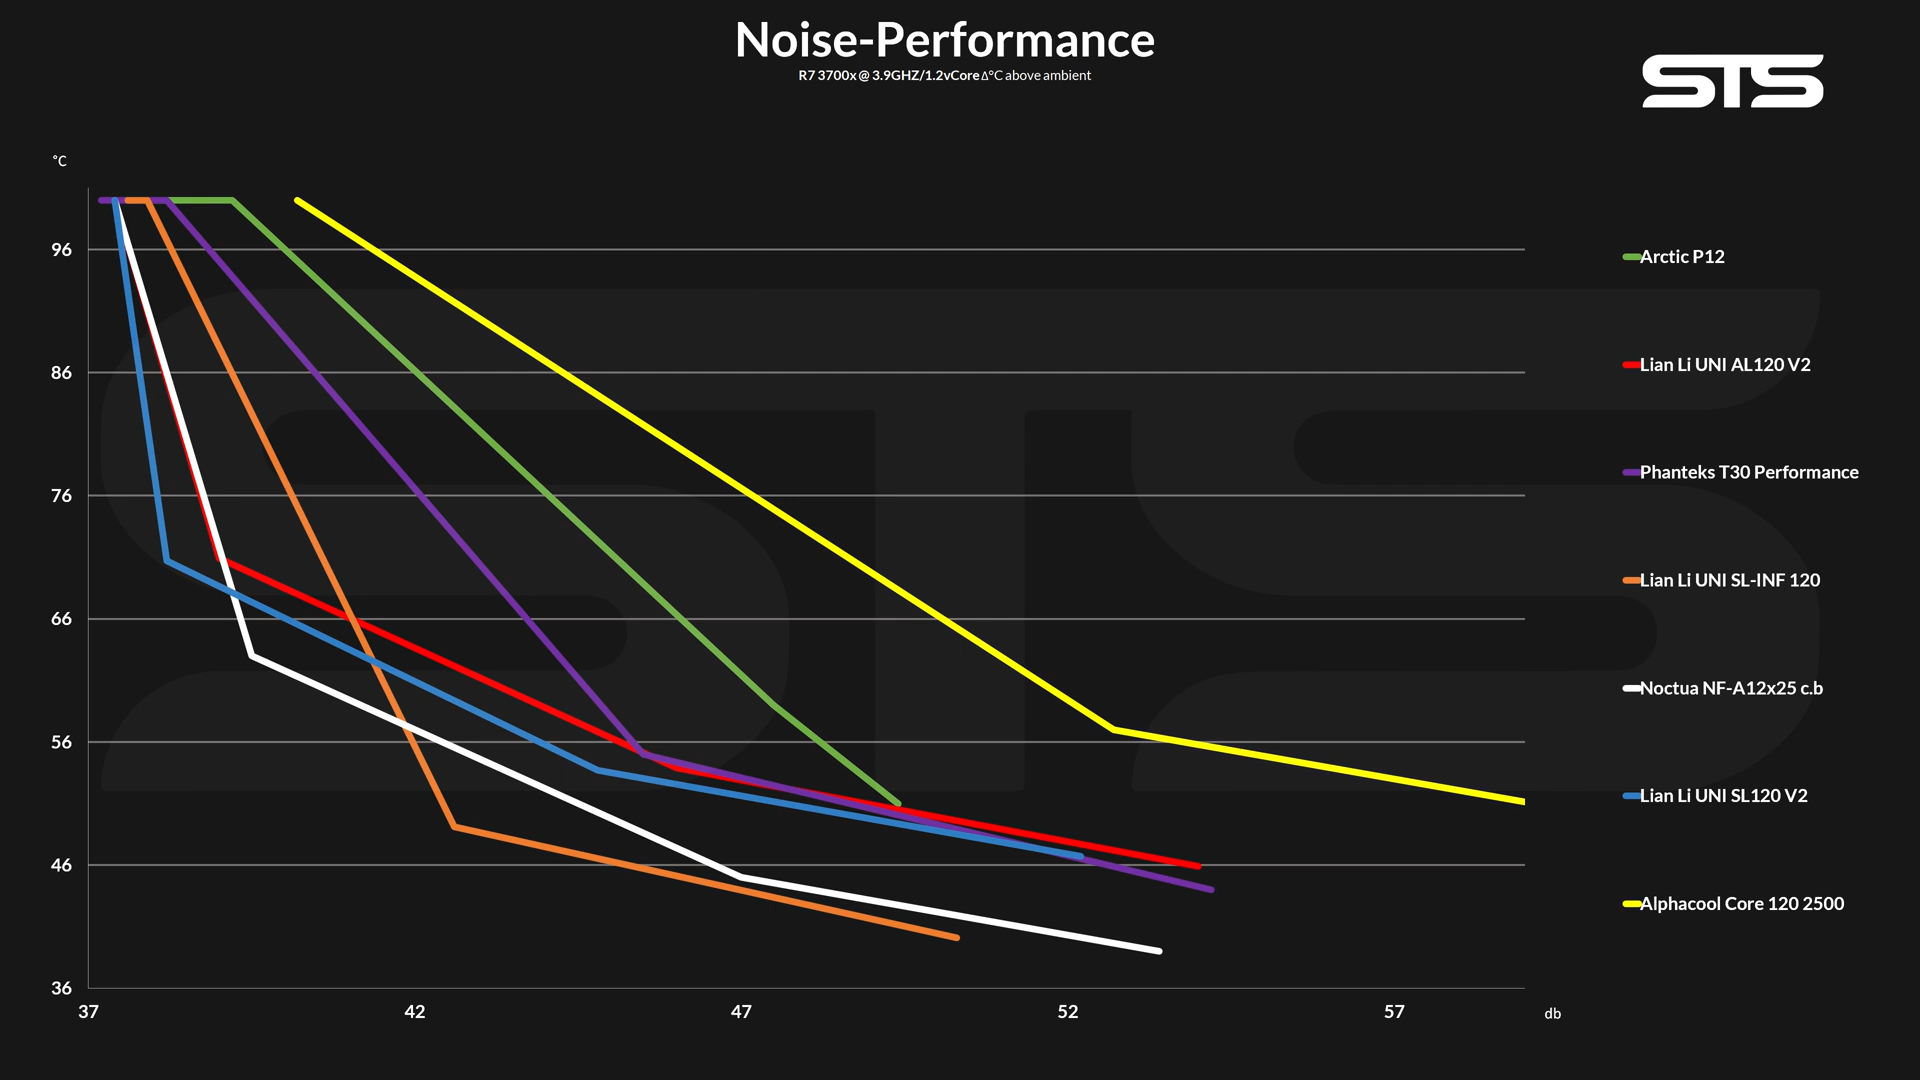 Noise-Performance
R7 3700x @ 3.9GHZ/1.2vCore Δ°C above ambient
STS
°C
96
86
76
66
56
46
36
37
42
47
52
57
db
Arctic P12
Lian Li UNI AL120 V2
Phanteks T30 Performance
Lian Li UNI SL-INF 120
Noctua NF-A12x25 c.b
Lian Li UNI SL120 V2
Alphacool Core 120 2500
STS